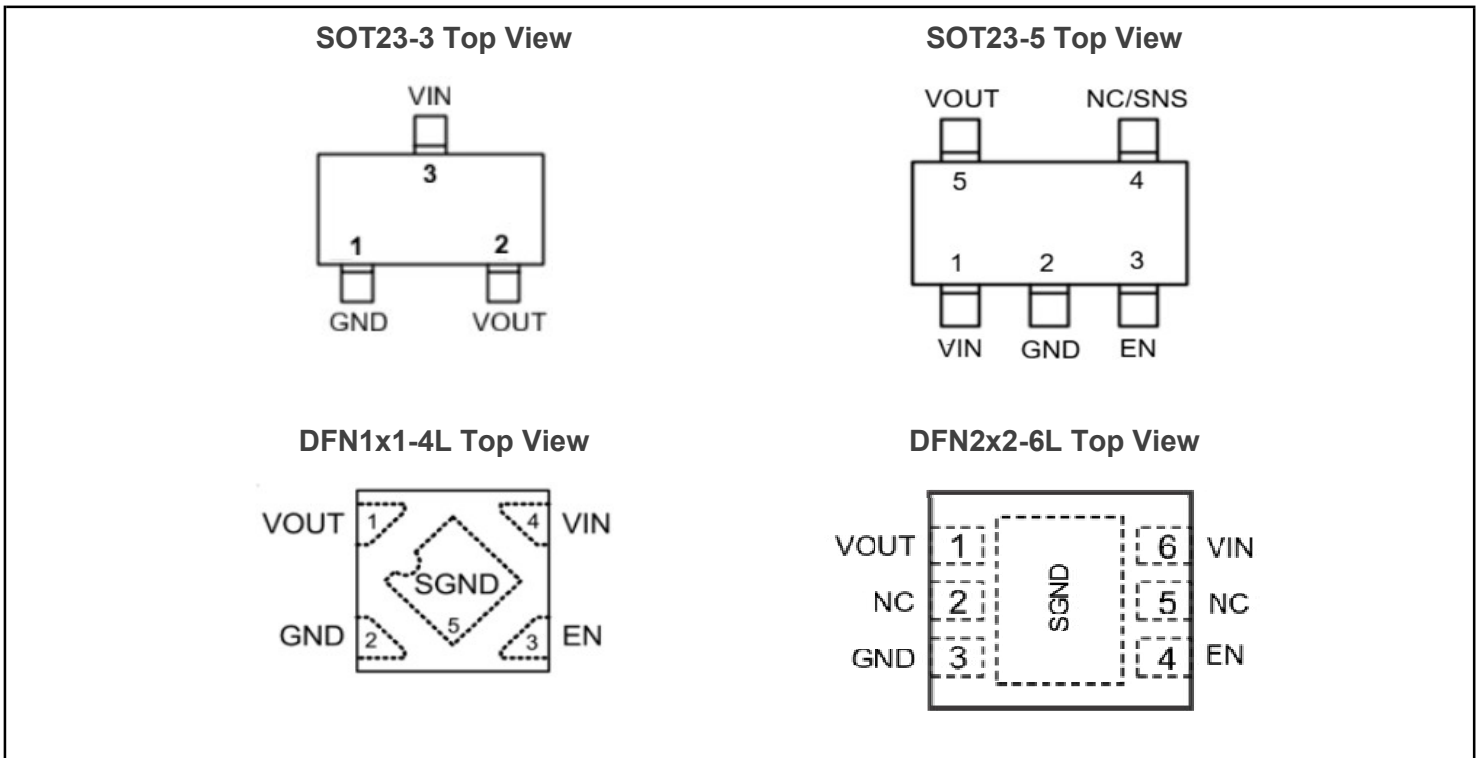 SOT23-3 Top View
VIN
3
1 2
GND VOUT
SOT23-5 Top View
VOUT NC/SNS
5 4
1 2 3
VIN GND EN
DFN1x1-4L Top View
VOUT 1 4 VIN
SGND
GND 2 5 3 EN
DFN2x2-6L Top View
VOUT 1 6 VIN
NC 2 SGND 5 NC
GND 3 4 EN